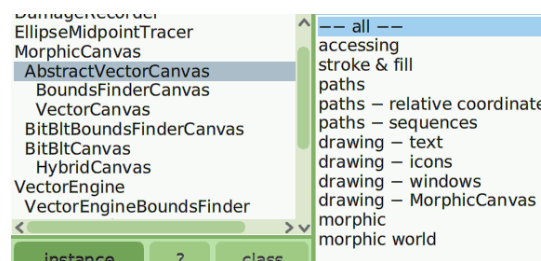 DamageRecorder
EllipseMidpointTracer
MorphicCanvas
AbstractVectorCanvas
BoundsFinderCanvas
VectorCanvas
BitBltBoundsFinderCanvas
BitBltCanvas
HybridCanvas
VectorEngine
VectorEngineBoundsFinder
instance
?
class
—— all ——
accessing
stroke & fill
paths
paths – relative coordinate
paths – sequences
drawing – text
drawing – icons
drawing – windows
drawing – MorphicCanvas
morphic
morphic world